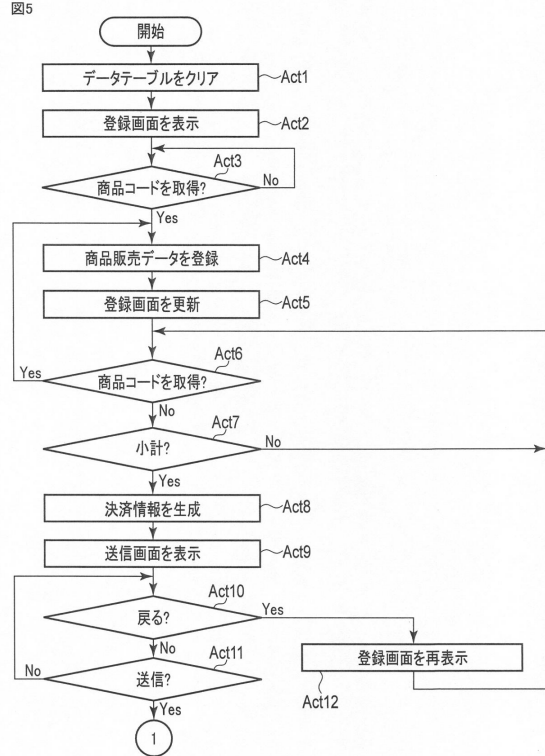 図5
開始
データテーブルをクリア
Act1
登録画面を表示
Act2
Act3
商品コードを取得?
No
Yes
商品販売データを登録
Act4
登録画面を更新
Act5
Act6
Yes
商品コードを取得?
No
Act7
小計?
No
Yes
決済情報を生成
Act8
送信画面を表示
Act9
Act10
戻る?
Yes
No
Act11
登録画面を再表示
No
送信?
Act12
Yes
1